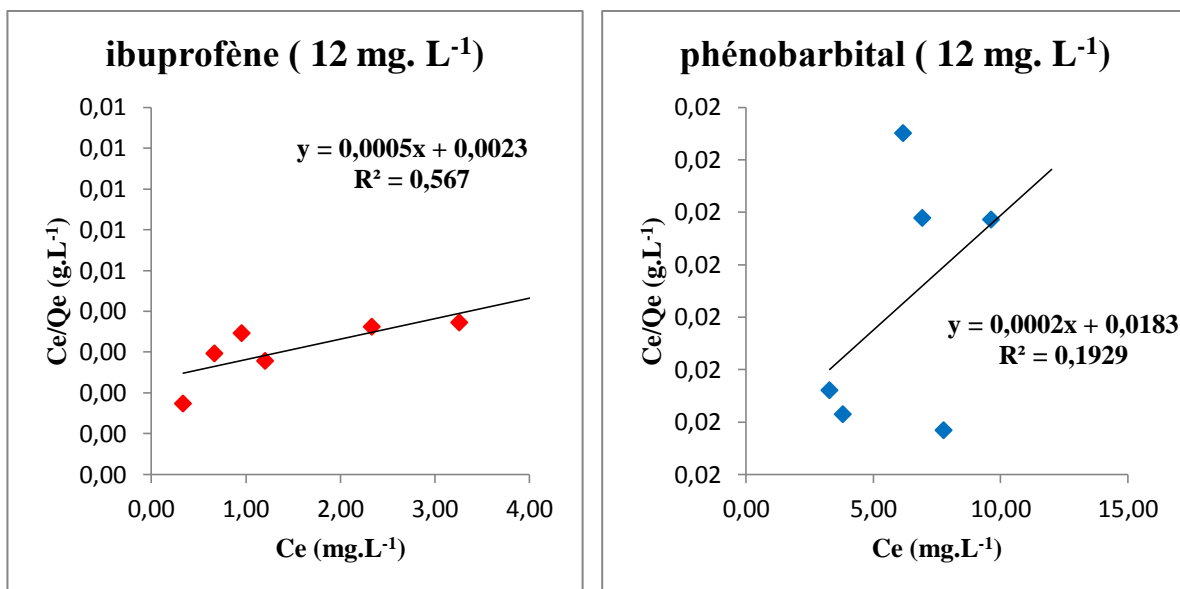 ibuprofène ( 12 mg. L⁻¹)
y = 0,0005x + 0,0023
R² = 0,567
Ce/Qe (g.L⁻¹)
0,01
0,01
0,01
0,01
0,01
0,00
0,00
0,00
0,00
0,00
0,00 1,00 2,00 3,00 4,00
Ce (mg.L⁻¹)
phénobarbital ( 12 mg. L⁻¹)
Ce/Qe (g.L⁻¹)
0,02
0,02
0,02
0,02
0,02
0,02
0,02
0,02
y = 0,0002x + 0,0183
R² = 0,1929
0,00 5,00 10,00 15,00
Ce (mg.L⁻¹)